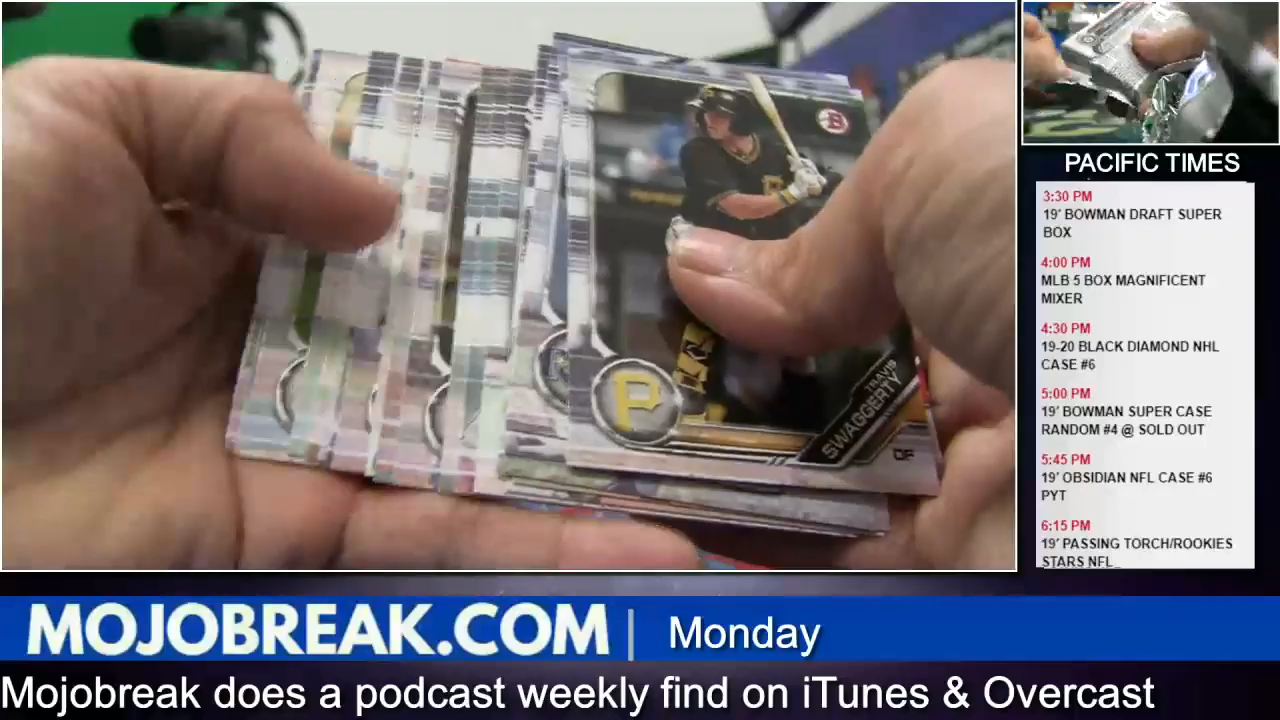 P
TRAVIS
SWAGGERTY
OF
PACIFIC TIMES
3:30 PM
19' BOWMAN DRAFT SUPER
BOX
4:00 PM
MLB 5 BOX MAGNIFICENT
MIXER
4:30 PM
19-20 BLACK DIAMOND NHL
CASE #6
5:00 PM
19' BOWMAN SUPER CASE
RANDOM #4 @ SOLD OUT
5:45 PM
19' OBSIDIAN NFL CASE #6
PYT
6:15 PM
19' PASSING TORCH/ROOKIES
STARS NFL_
MOJOBREAK.COM | Monday
Mojobreak does a podcast weekly find on iTunes & Overcast